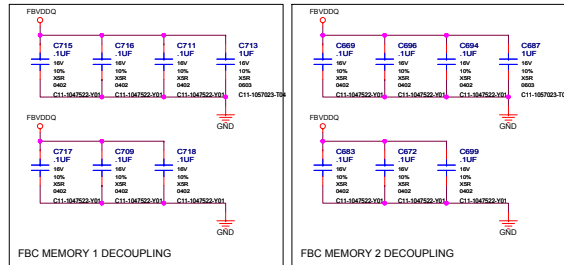 FBVDDQ
C715
.1UF
16V
10%
X5R
0402
C11-1047522-Y01
C716
.1UF
16V
10%
X5R
0402
C11-1047522-Y01
C711
.1UF
16V
10%
X5R
0402
C11-1047522-Y01
C713
1UF
16V
10%
X5R
0603
C11-1057023-T04
GND
FBVDDQ
C717
.1UF
16V
10%
X5R
0402
C11-1047522-Y01
C709
.1UF
16V
10%
X5R
0402
C11-1047522-Y01
C718
.1UF
16V
10%
X5R
0402
C11-1047522-Y01
GND
FBC MEMORY 1 DECOUPLING
FBVDDQ
C669
.1UF
16V
10%
X5R
0402
C11-1047522-Y01
C696
.1UF
16V
10%
X5R
0402
C11-1047522-Y01
C694
.1UF
16V
10%
X5R
0402
C11-1047522-Y01
C687
1UF
16V
10%
X5R
0603
C11-1057023-T04
GND
FBVDDQ
C683
.1UF
16V
10%
X5R
0402
C11-1047522-Y01
C672
.1UF
16V
10%
X5R
0402
C11-1047522-Y01
C699
.1UF
16V
10%
X5R
0402
C11-1047522-Y01
GND
FBC MEMORY 2 DECOUPLING